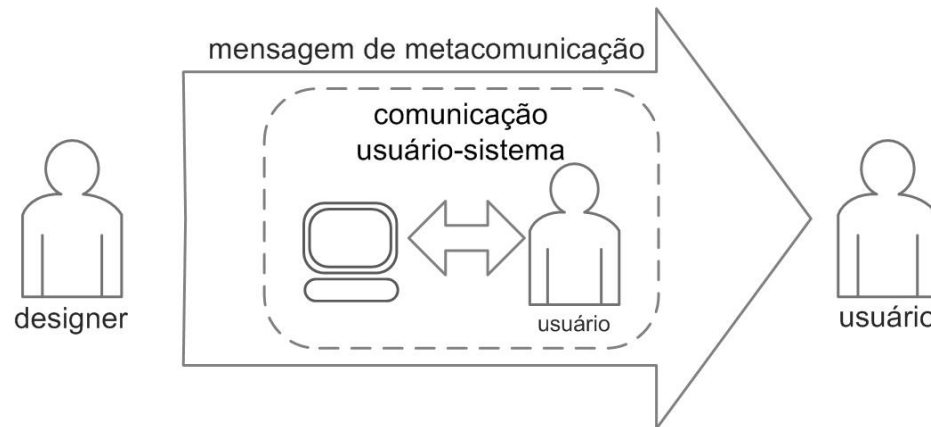 mensagem de metacomunicação
comunicação
usuário-sistema
usuário
designer
usuário